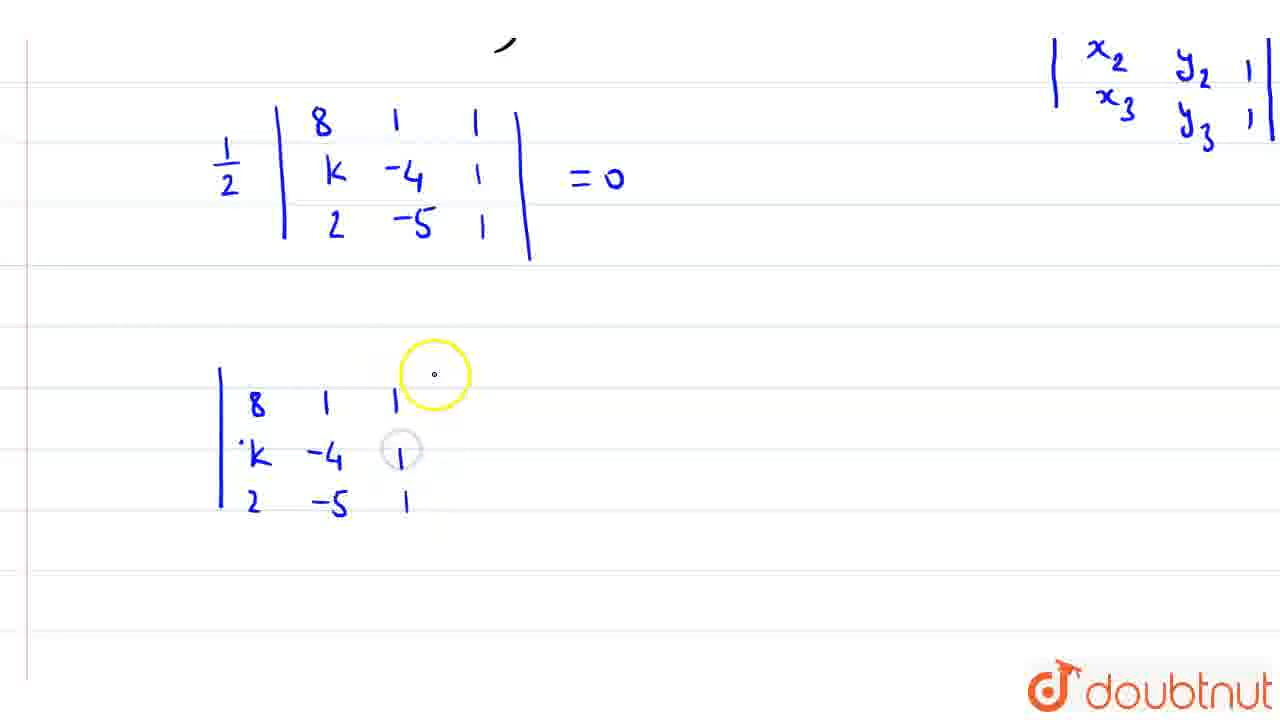 x₂ y₂ 1
x₃ y₃ 1
8 1 1
1/2 | k -4 1 | = 0
2 -5 1
8 1 1
k -4 1
2 -5 1
doubtnut